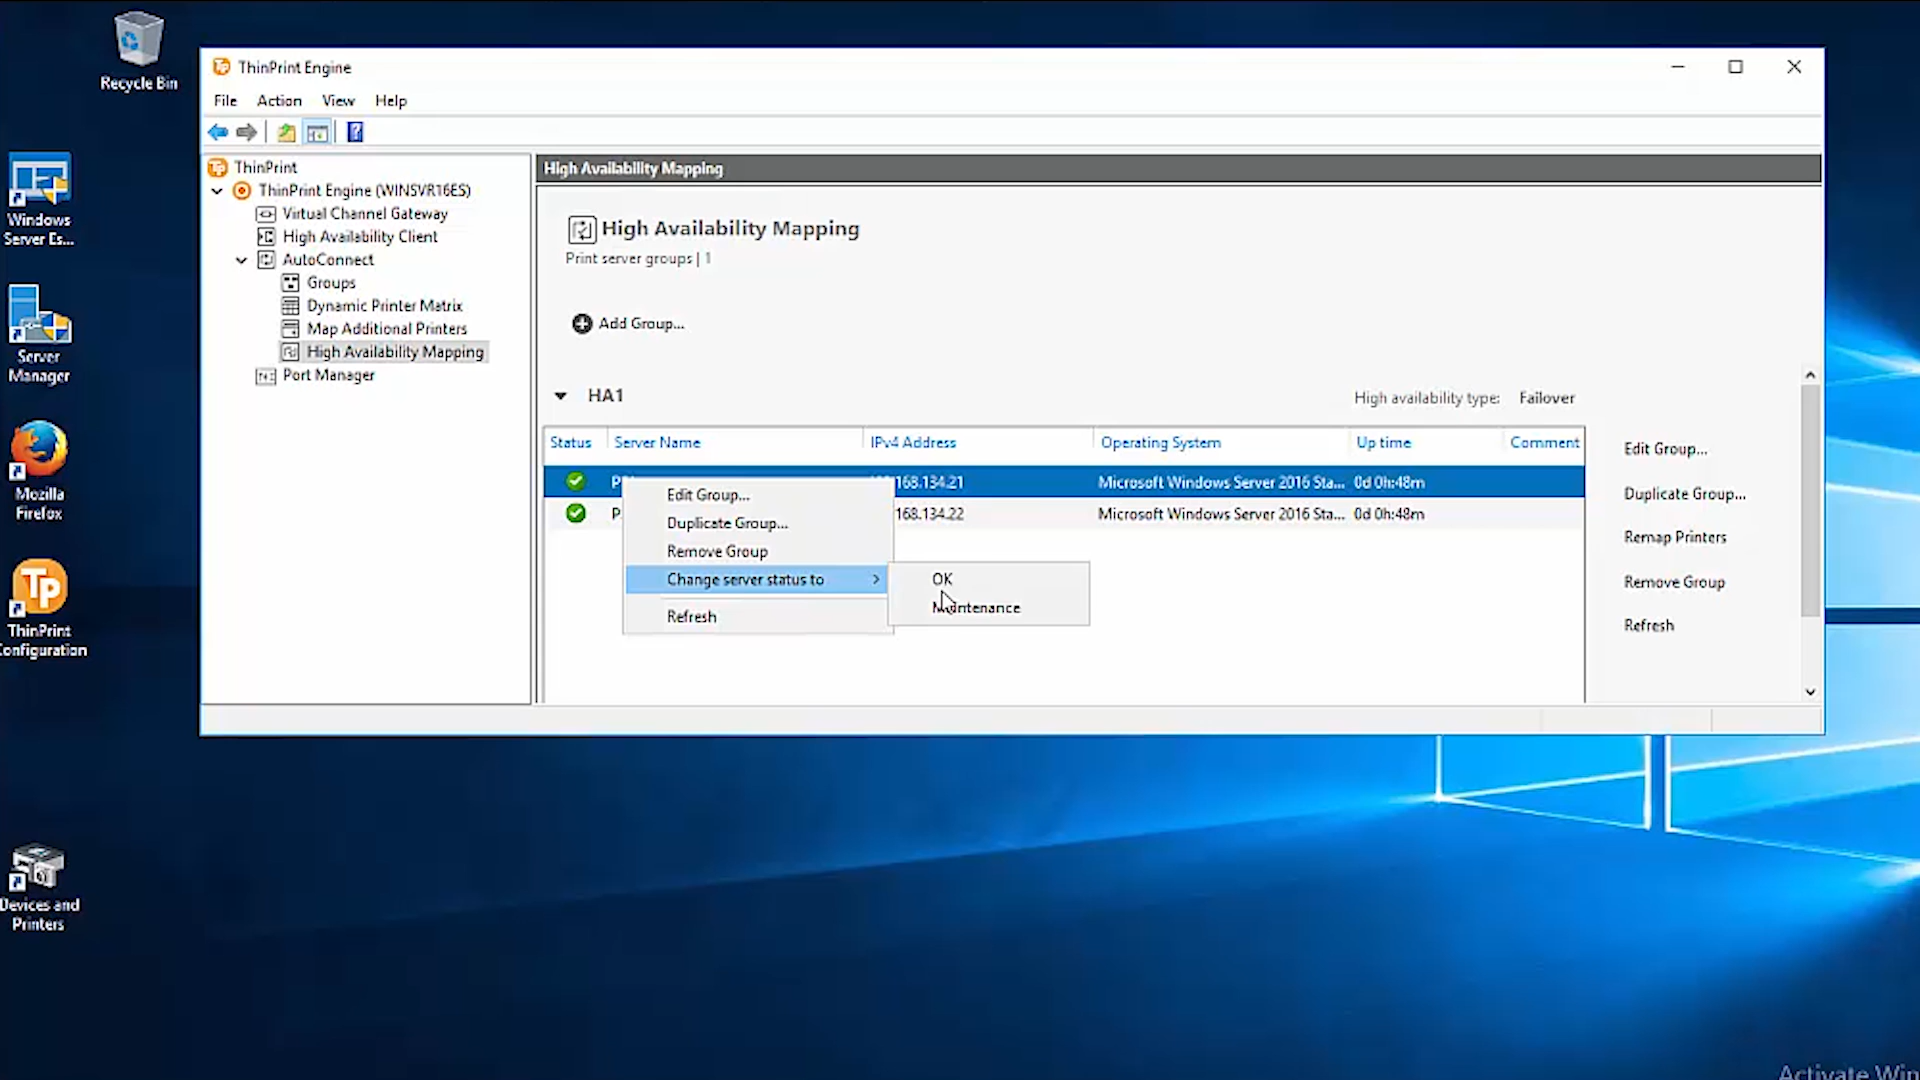 Recycle Bin
Windows
Server Es...
Server
Manager
Mozilla
Firefox
ThinPrint
Configuration
Devices and
Printers
ThinPrint Engine
File Action View Help
ThinPrint
ThinPrint Engine (WINSVR16ES)
Virtual Channel Gateway
High Availability Client
AutoConnect
Groups
Dynamic Printer Matrix
Map Additional Printers
High Availability Mapping
Port Manager
High Availability Mapping
High Availability Mapping
Print server groups | 1
Add Group...
HA1 High availability type: Failover
Status Server Name IPv4 Address Operating System Up time Comment
168.134.21 Microsoft Windows Server 2016 Sta... 0d 0h:48m
P 168.134.22 Microsoft Windows Server 2016 Sta... 0d 0h:48m
Edit Group...
Duplicate Group...
Remove Group
Change server status to
Refresh
OK
Maintenance
Edit Group...
Duplicate Group...
Remap Printers
Remove Group
Refresh
Activate Win